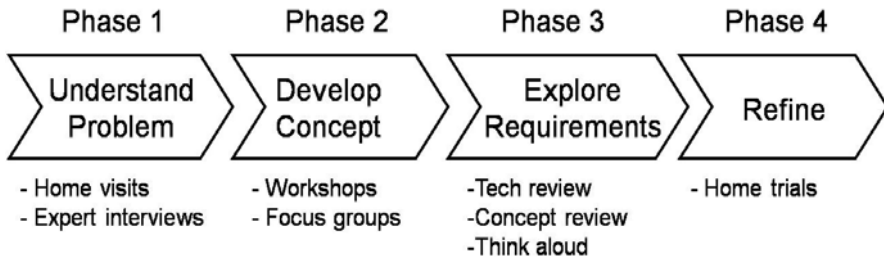 Phase 1
Phase 2
Phase 3
Phase 4
Understand
Problem
Develop
Concept
Explore
Requirements
Refine
- Home visits
- Expert interviews
- Workshops
- Focus groups
-Tech review
-Concept review
-Think aloud
- Home trials